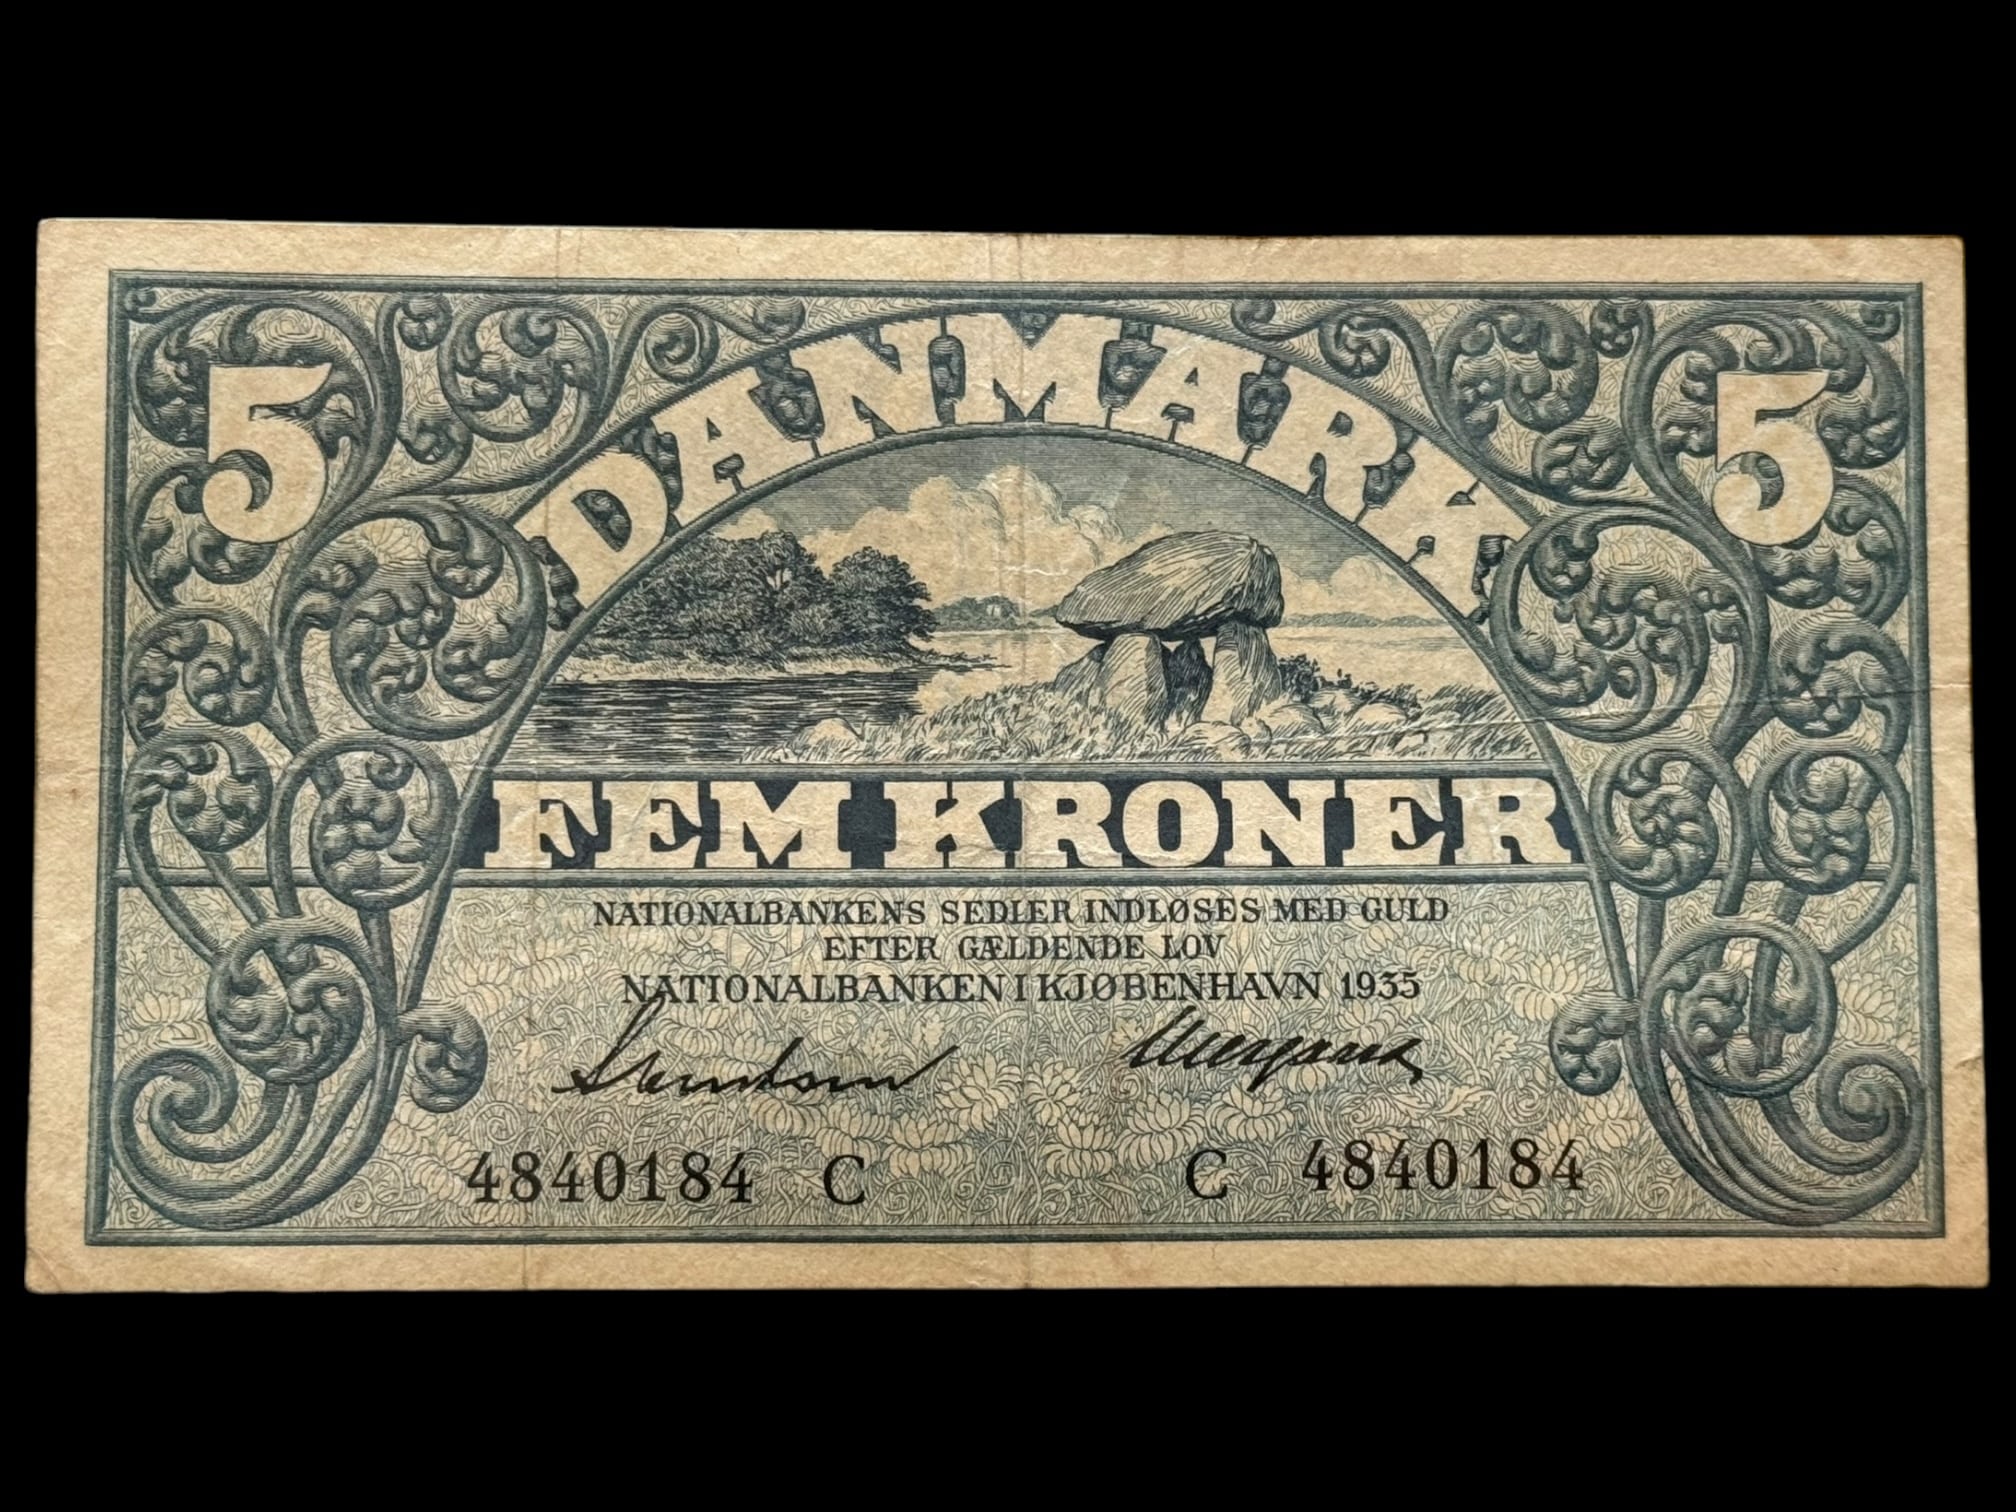 5 5
DANMARK
FEM KRONER
NATIONALBANKENS SEDLER INDLØSES MED GULD
EFTER GÆLDENDE LOV
NATIONALBANKEN I KJØBENHAVN 1935
4840184 C C 4840184